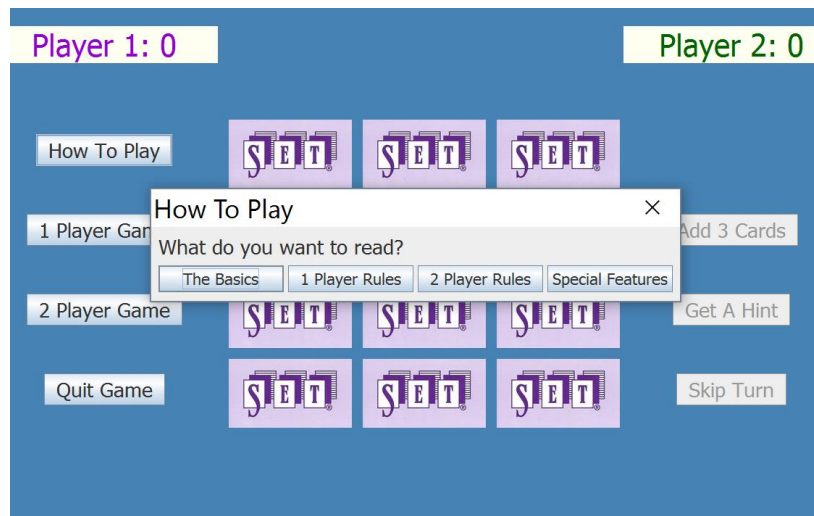 Player 1: 0
Player 2: 0
How To Play
SET®
SET®
SET®
How To Play
What do you want to read?
The Basics
1 Player Rules
2 Player Rules
Special Features
1 Player Gam
Add 3 Cards
2 Player Game
SET®
SET®
SET®
Get A Hint
Quit Game
SET®
SET®
SET®
Skip Turn